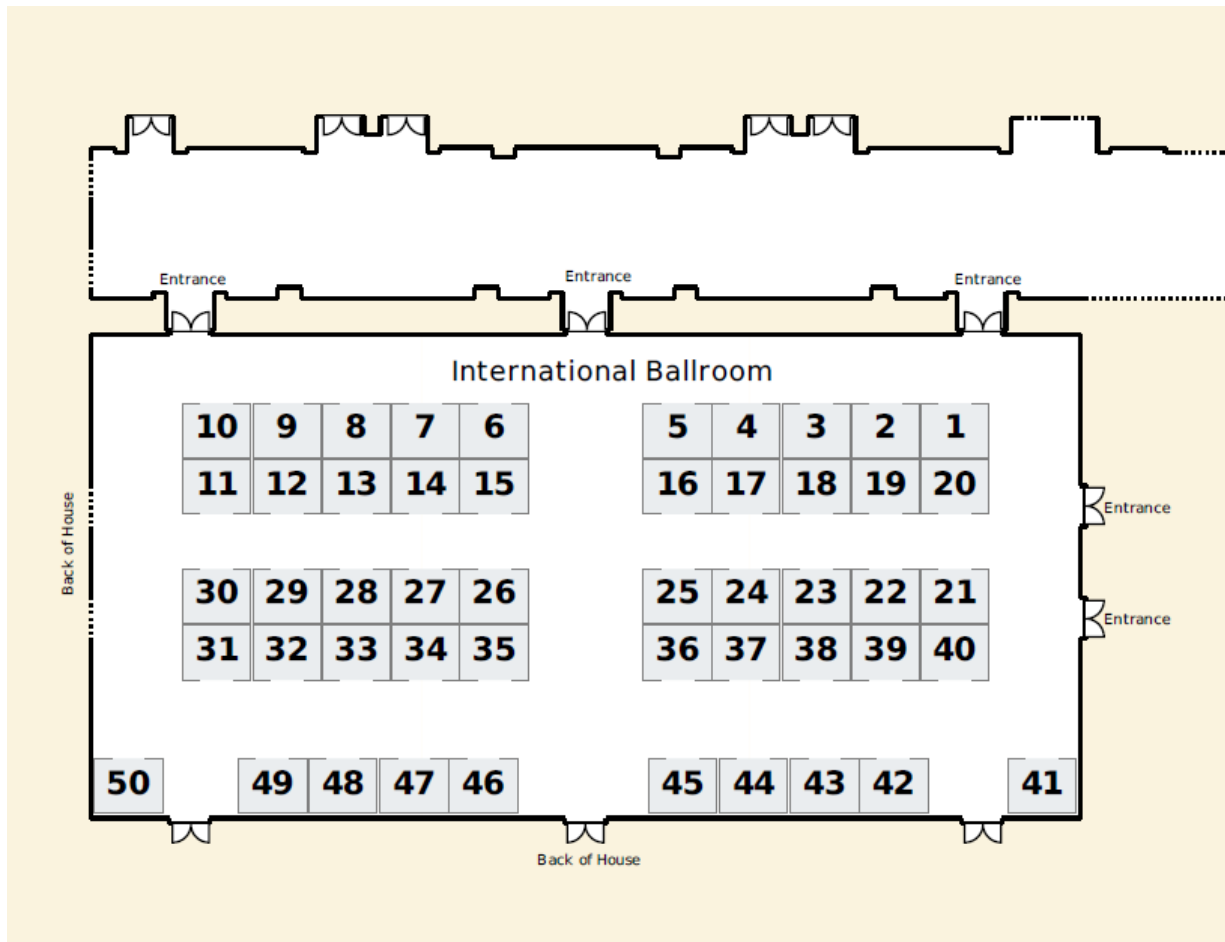 Entrance Entrance Entrance
International Ballroom
10 9 8 7 6 5 4 3 2 1
11 12 13 14 15 16 17 18 19 20
Entrance
Back of House
30 29 28 27 26 25 24 23 22 21
Entrance
31 32 33 34 35 36 37 38 39 40
50 49 48 47 46 45 44 43 42 41
Back of House